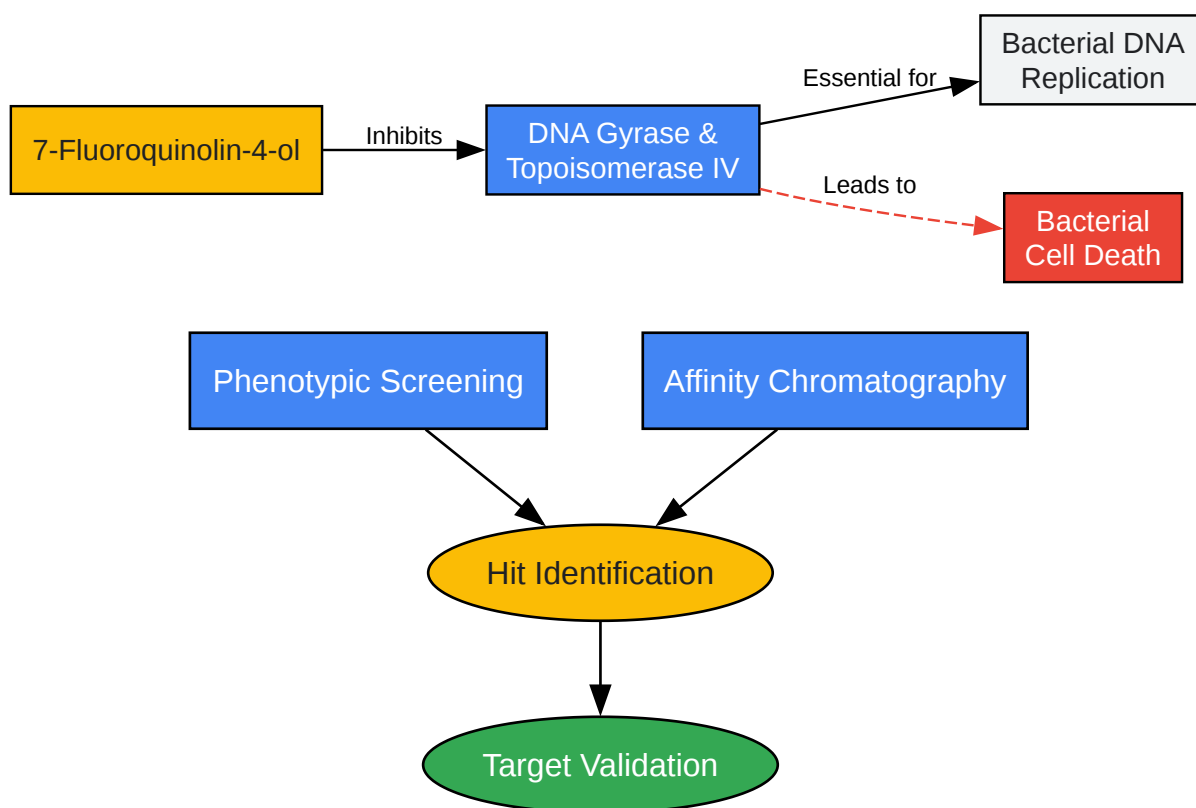 Bacterial DNA
Replication
Essential for
7-Fluoroquinolin-4-ol
Inhibits
DNA Gyrase &
Topoisomerase IV
Leads to
Bacterial
Cell Death
Phenotypic Screening
Affinity Chromatography
Hit Identification
Target Validation